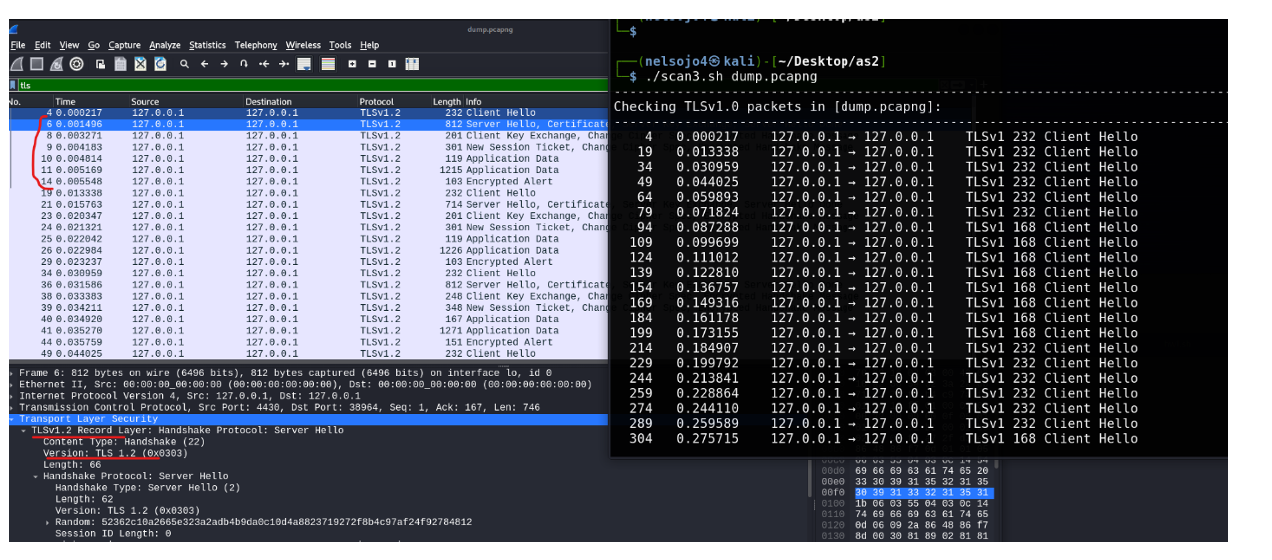 dump.pcapng
File Edit View Go Capture Analyze Statistics Telephony Wireless Tools Help
tls
No. Time Source Destination Protocol Length Info
4 0.000217 127.0.0.1 127.0.0.1 TLSv1.2 232 Client Hello
6 0.001496 127.0.0.1 127.0.0.1 TLSv1.2 812 Server Hello, Certificate
8 0.003271 127.0.0.1 127.0.0.1 TLSv1.2 201 Client Key Exchange, Chan
9 0.004183 127.0.0.1 127.0.0.1 TLSv1.2 301 New Session Ticket, Change
10 0.004814 127.0.0.1 127.0.0.1 TLSv1.2 119 Application Data
11 0.005169 127.0.0.1 127.0.0.1 TLSv1.2 1215 Application Data
14 0.005548 127.0.0.1 127.0.0.1 TLSv1.2 103 Encrypted Alert
19 0.013338 127.0.0.1 127.0.0.1 TLSv1.2 232 Client Hello
21 0.015763 127.0.0.1 127.0.0.1 TLSv1.2 714 Server Hello, Certificate
23 0.020347 127.0.0.1 127.0.0.1 TLSv1.2 201 Client Key Exchange, Chan
24 0.021321 127.0.0.1 127.0.0.1 TLSv1.2 301 New Session Ticket, Change
25 0.022042 127.0.0.1 127.0.0.1 TLSv1.2 119 Application Data
26 0.022984 127.0.0.1 127.0.0.1 TLSv1.2 1226 Application Data
29 0.023237 127.0.0.1 127.0.0.1 TLSv1.2 103 Encrypted Alert
34 0.030959 127.0.0.1 127.0.0.1 TLSv1.2 232 Client Hello
36 0.031586 127.0.0.1 127.0.0.1 TLSv1.2 812 Server Hello, Certificate
38 0.033383 127.0.0.1 127.0.0.1 TLSv1.2 248 Client Key Exchange, Chan
39 0.034211 127.0.0.1 127.0.0.1 TLSv1.2 348 New Session Ticket, Change
40 0.034920 127.0.0.1 127.0.0.1 TLSv1.2 167 Application Data
41 0.035270 127.0.0.1 127.0.0.1 TLSv1.2 1271 Application Data
44 0.035759 127.0.0.1 127.0.0.1 TLSv1.2 151 Encrypted Alert
49 0.044025 127.0.0.1 127.0.0.1 TLSv1.2 232 Client Hello
Frame 6: 812 bytes on wire (6496 bits), 812 bytes captured (6496 bits) on interface lo, id 0
Ethernet II, Src: 00:00:00_00:00:00 (00:00:00:00:00:00), Dst: 00:00:00_00:00:00 (00:00:00:00:00:00)
Internet Protocol Version 4, Src: 127.0.0.1, Dst: 127.0.0.1
Transmission Control Protocol, Src Port: 4430, Dst Port: 38964, Seq: 1, Ack: 167, Len: 746
Transport Layer Security
TLSv1.2 Record Layer: Handshake Protocol: Server Hello
Content Type: Handshake (22)
Version: TLS 1.2 (0x0303)
Length: 66
Handshake Protocol: Server Hello
Handshake Type: Server Hello (2)
Length: 62
Version: TLS 1.2 (0x0303)
Random: 52362c10a2665e323a2adb4b9da0c10d4a8823719272f8b4c97af24f92784812
Session ID Length: 0
└─$
┌──(nelsojo4㉿kali)-[~/Desktop/as2]
└─$ ./scan3.sh dump.pcapng
Checking TLSv1.0 packets in [dump.pcapng]:
4 0.000217 127.0.0.1 → 127.0.0.1 TLSv1 232 Client Hello
19 0.013338 127.0.0.1 → 127.0.0.1 TLSv1 232 Client Hello
34 0.030959 127.0.0.1 → 127.0.0.1 TLSv1 232 Client Hello
49 0.044025 127.0.0.1 → 127.0.0.1 TLSv1 232 Client Hello
64 0.059893 127.0.0.1 → 127.0.0.1 TLSv1 232 Client Hello
79 0.071824 127.0.0.1 → 127.0.0.1 TLSv1 232 Client Hello
94 0.087288 127.0.0.1 → 127.0.0.1 TLSv1 168 Client Hello
109 0.099699 127.0.0.1 → 127.0.0.1 TLSv1 168 Client Hello
124 0.111012 127.0.0.1 → 127.0.0.1 TLSv1 168 Client Hello
139 0.122810 127.0.0.1 → 127.0.0.1 TLSv1 168 Client Hello
154 0.136757 127.0.0.1 → 127.0.0.1 TLSv1 168 Client Hello
169 0.149316 127.0.0.1 → 127.0.0.1 TLSv1 168 Client Hello
184 0.161178 127.0.0.1 → 127.0.0.1 TLSv1 168 Client Hello
199 0.173155 127.0.0.1 → 127.0.0.1 TLSv1 168 Client Hello
214 0.184907 127.0.0.1 → 127.0.0.1 TLSv1 168 Client Hello
229 0.199792 127.0.0.1 → 127.0.0.1 TLSv1 168 Client Hello
244 0.213841 127.0.0.1 → 127.0.0.1 TLSv1 168 Client Hello
259 0.228864 127.0.0.1 → 127.0.0.1 TLSv1 168 Client Hello
274 0.244110 127.0.0.1 → 127.0.0.1 TLSv1 168 Client Hello
289 0.259589 127.0.0.1 → 127.0.0.1 TLSv1 168 Client Hello
304 0.275715 127.0.0.1 → 127.0.0.1 TLSv1 168 Client Hello
00d0 69 66 69 63 61 74 65 20
00e0 33 30 39 31 35 32 31 35
00f0 30 39 31 33 32 31 35 31
0100 1b 06 03 55 04 03 0c 14
0110 74 69 66 69 63 61 74 65
0120 0d 06 09 2a 86 48 86 f7
0130 8d 00 30 81 89 02 81 81